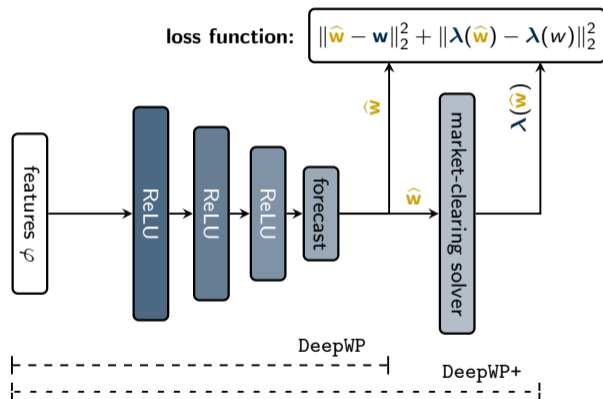 loss function: ‖ŵ − w‖₂² + ‖λ(ŵ) − λ(w)‖₂²
features φ
ReLU
ReLU
ReLU
forecast
ŵ
ŵ
market-clearing solver
λ(ŵ)
DeepWP
DeepWP+